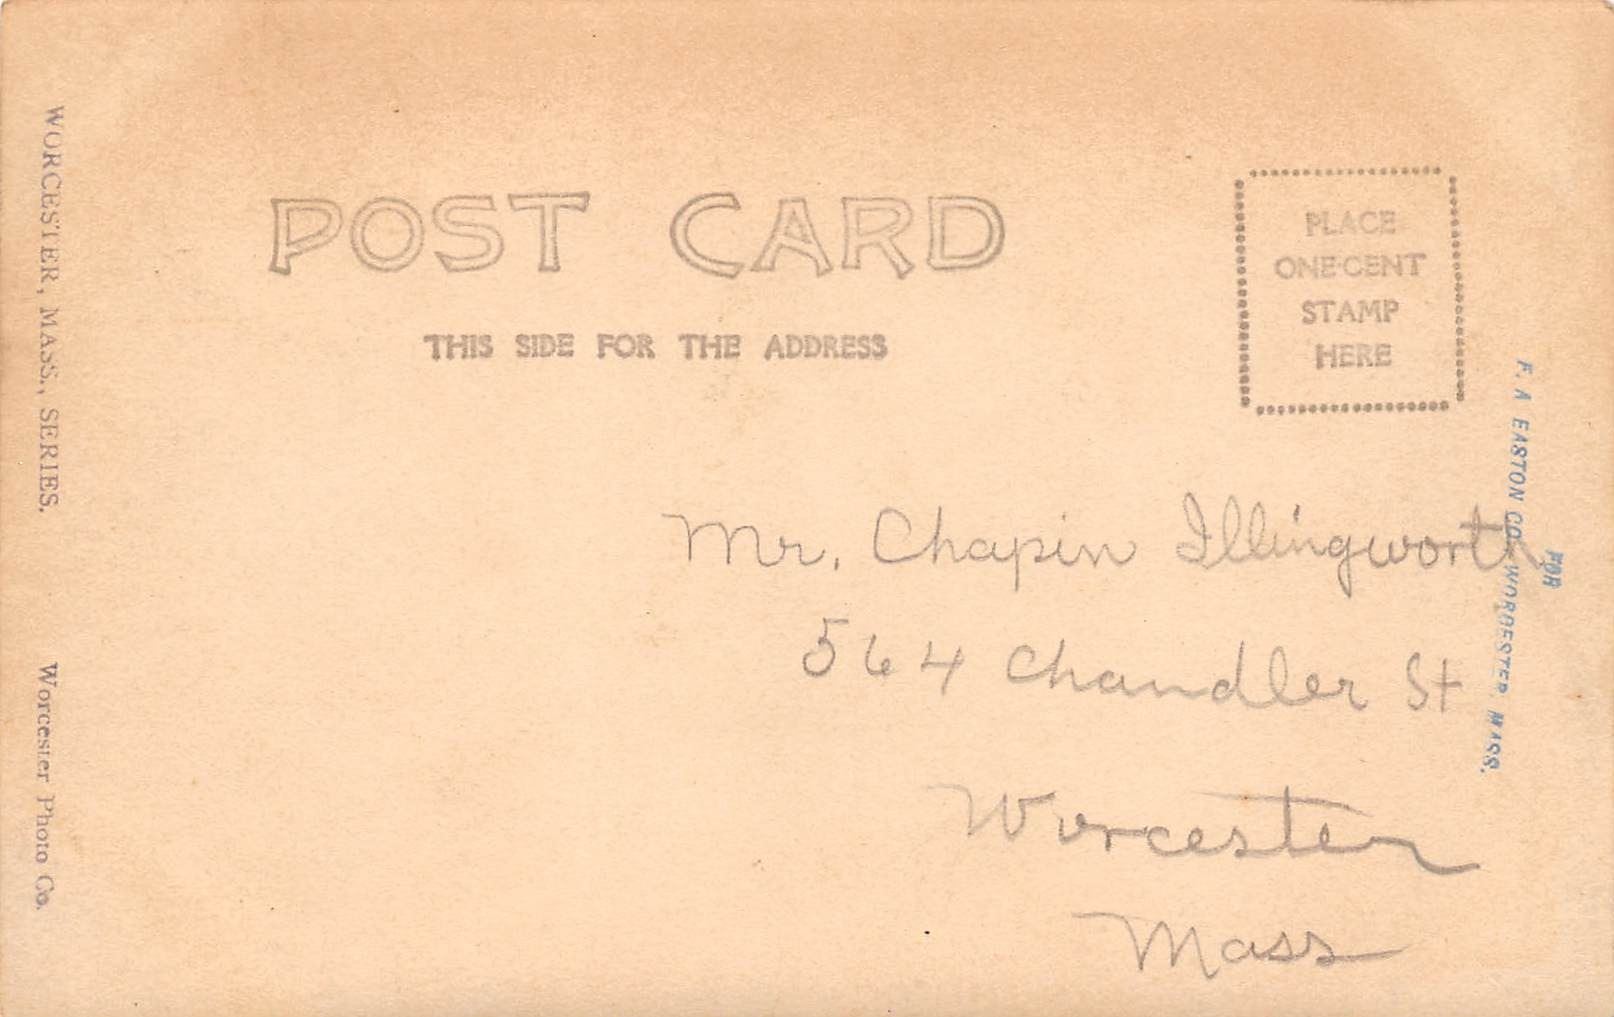 WORCESTER, MASS., SERIES.
Worcester Photo Co.
POST CARD
THIS SIDE FOR THE ADDRESS
PLACE
ONE-CENT
STAMP
HERE
FOR
F. A EASTON CO. WORCESTER, MASS.
Mr. Chapin Illingworth
564 Chandler St
Worcester
Mass